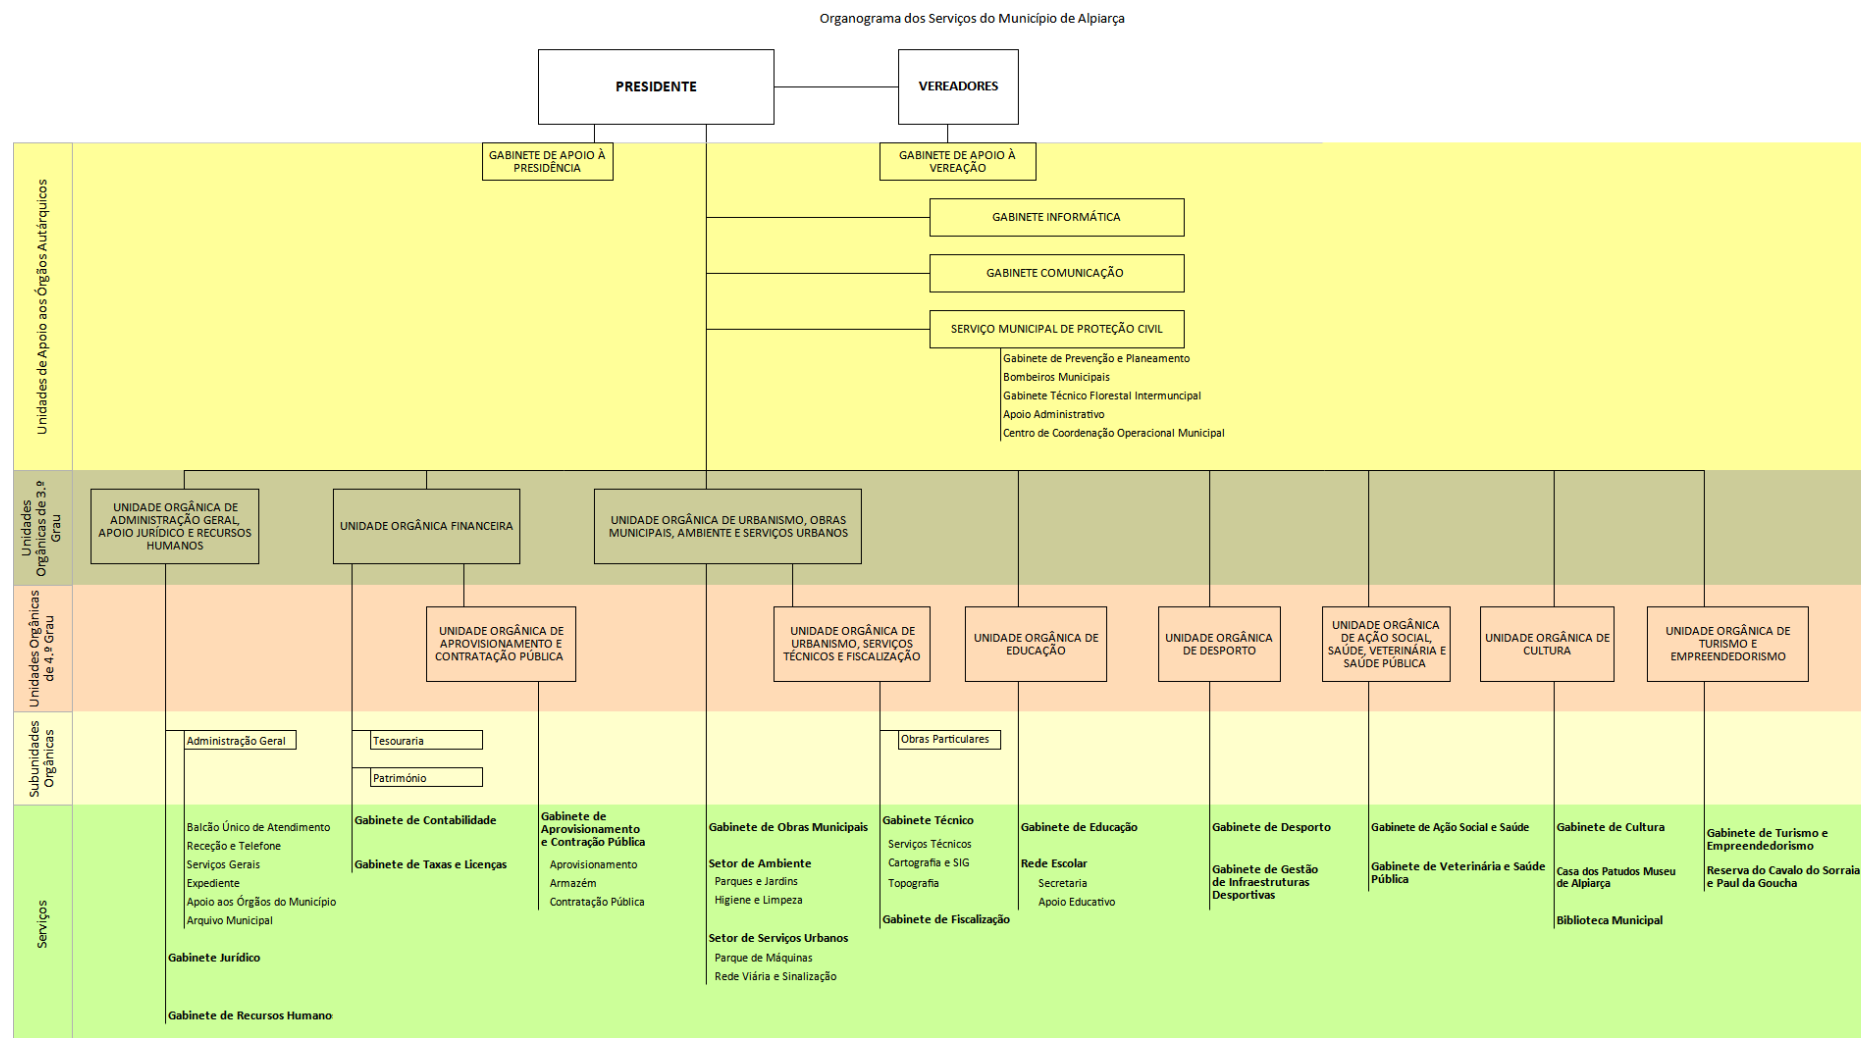 Organograma dos Serviços do Município de Alpiarça
PRESIDENTE
VEREADORES
Unidades de Apoio aos Órgãos Autárquicos
GABINETE DE APOIO À
PRESIDÊNCIA
GABINETE DE APOIO À
VEREAÇÃO
GABINETE INFORMÁTICA
GABINETE COMUNICAÇÃO
SERVIÇO MUNICIPAL DE PROTEÇÃO CIVIL
Gabinete de Prevenção e Planeamento
Bombeiros Municipais
Gabinete Técnico Florestal Intermuncipal
Apoio Administrativo
Centro de Coordenação Operacional Municipal
Unidades
Orgânicas de 3.º
Grau
UNIDADE ORGÂNICA DE
ADMINISTRAÇÃO GERAL,
APOIO JURÍDICO E RECURSOS
HUMANOS
UNIDADE ORGÂNICA FINANCEIRA
UNIDADE ORGÂNICA DE URBANISMO, OBRAS
MUNICIPAIS, AMBIENTE E SERVIÇOS URBANOS
Unidades Orgânicas
de 4.º Grau
UNIDADE ORGÂNICA DE
APROVISIONAMENTO E
CONTRATAÇÃO PÚBLICA
UNIDADE ORGÂNICA DE
URBANISMO, SERVIÇOS
TÉCNICOS E FISCALIZAÇÃO
UNIDADE ORGÂNICA DE
EDUCAÇÃO
UNIDADE ORGÂNICA
DE DESPORTO
UNIDADE ORGÂNICA
DE AÇÃO SOCIAL,
SAÚDE, VETERINÁRIA E
SAÚDE PÚBLICA
UNIDADE ORGÂNICA DE
CULTURA
UNIDADE ORGÂNICA DE
TURISMO E
EMPREENDEDORISMO
Subunidades
Orgânicas
Administração Geral
Tesouraria
Património
Obras Particulares
Serviços
Balcão Único de Atendimento
Receção e Telefone
Serviços Gerais
Expediente
Apoio aos Órgãos do Município
Arquivo Municipal
Gabinete Jurídico
Gabinete de Recursos Humano
Gabinete de Contabilidade
Gabinete de Taxas e Licenças
Gabinete de
Aprovisionamento
e Contração Pública
Aprovisionamento
Armazém
Contratação Pública
Gabinete de Obras Municipais
Setor de Ambiente
Parques e Jardins
Higiene e Limpeza
Setor de Serviços Urbanos
Parque de Máquinas
Rede Viária e Sinalização
Gabinete Técnico
Serviços Técnicos
Cartografia e SIG
Topografia
Gabinete de Fiscalização
Gabinete de Educação
Rede Escolar
Secretaria
Apoio Educativo
Gabinete de Desporto
Gabinete de Gestão
de Infraestruturas
Desportivas
Gabinete de Ação Social e Saúde
Gabinete de Veterinária e Saúde
Pública
Gabinete de Cultura
Casa dos Patudos Museu
de Alpiarça
Biblioteca Municipal
Gabinete de Turismo e
Empreendedorismo
Reserva do Cavalo do Sorraia
e Paul da Goucha